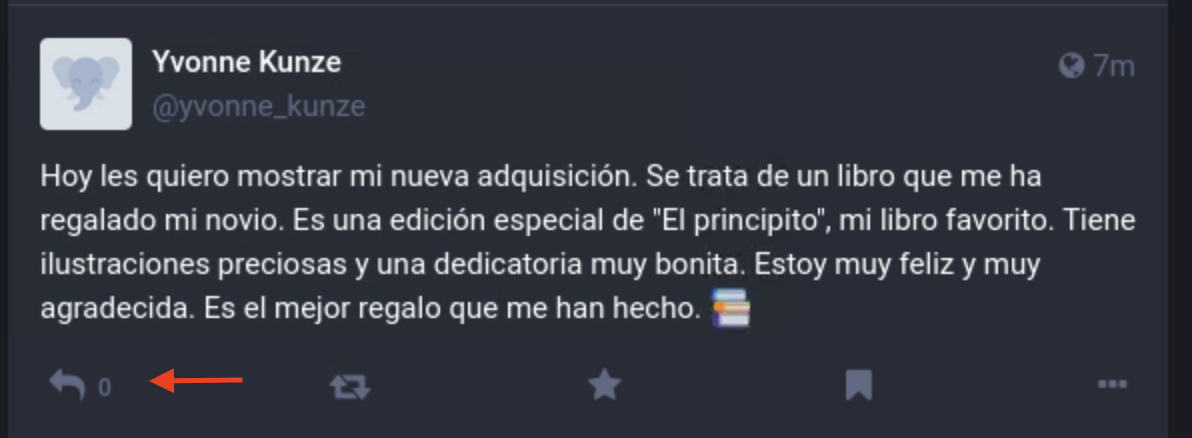 Yvonne Kunze
7m
@yvonne_kunze
Hoy les quiero mostrar mi nueva adquisición. Se trata de un libro que me ha
regalado mi novio. Es una edición especial de "El principito", mi libro favorito. Tiene
ilustraciones preciosas y una dedicatoria muy bonita. Estoy muy feliz y muy
agradecida. Es el mejor regalo que me han hecho. 📚
0